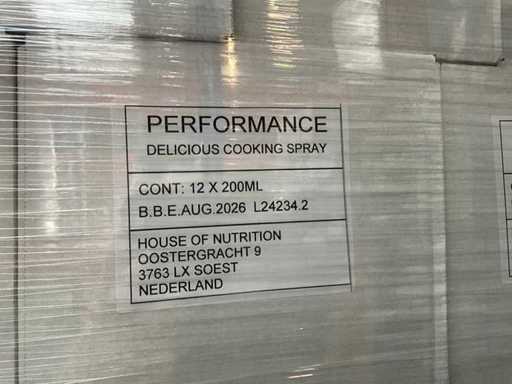 PERFORMANCE
DELICIOUS COOKING SPRAY
CONT: 12 X 200ML
B.B.E.AUG.2026 L24234.2
HOUSE OF NUTRITION
OOSTERGRACHT 9
3763 LX SOEST
NEDERLAND